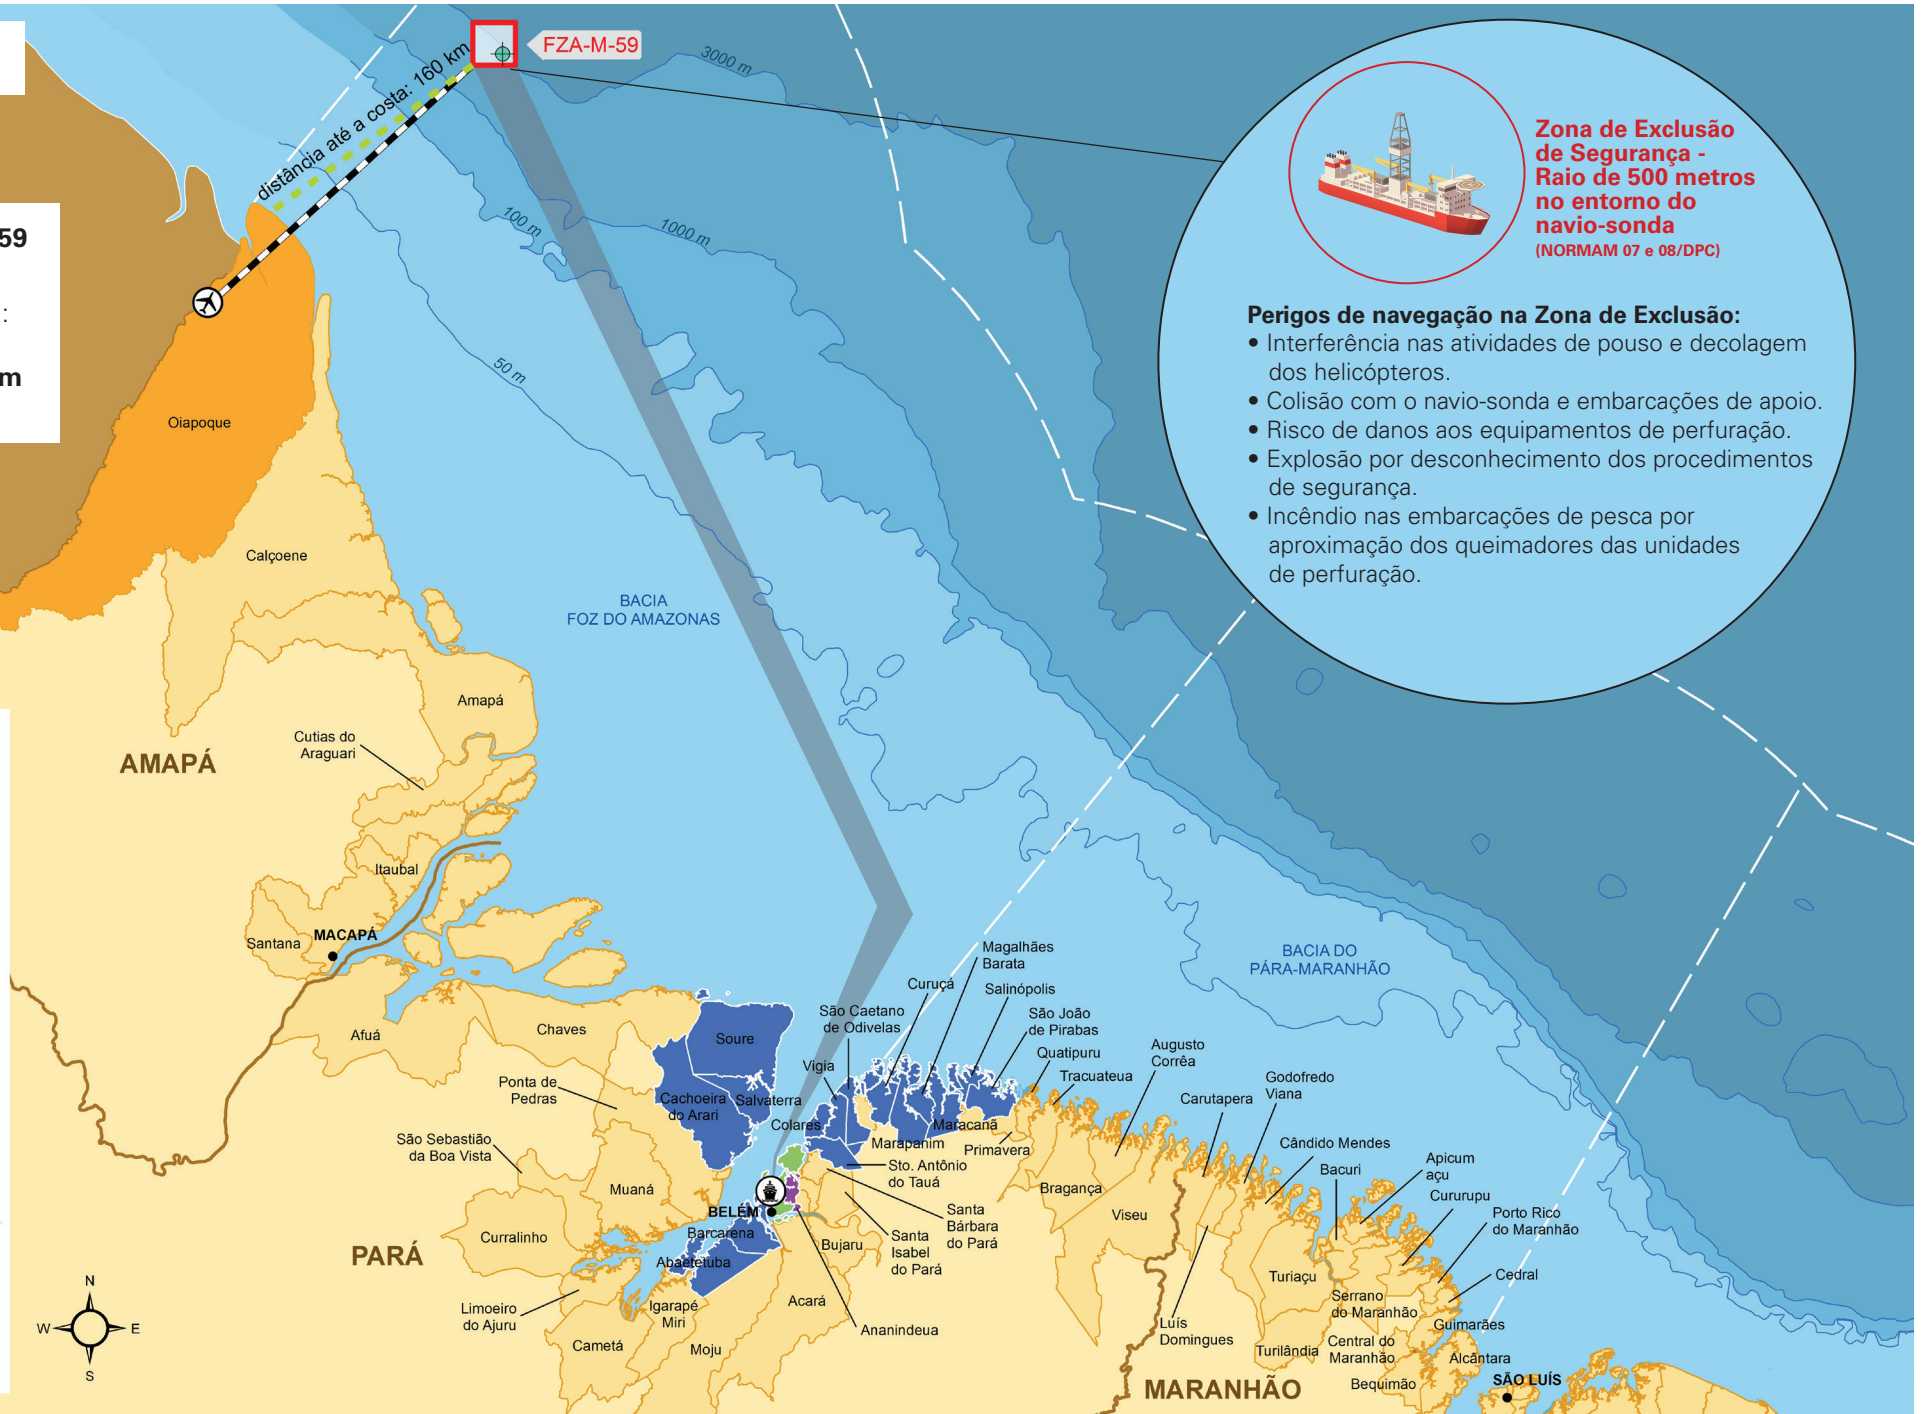 FZA-M-59
3000 m
distância até a costa: 160 km
100 m
1000 m
50 m
59
:
m
Zona de Exclusão
de Segurança -
Raio de 500 metros
no entorno do
navio-sonda
(NORMAM 07 e 08/DPC)
Perigos de navegação na Zona de Exclusão:
• Interferência nas atividades de pouso e decolagem
dos helicópteros.
• Colisão com o navio-sonda e embarcações de apoio.
• Risco de danos aos equipamentos de perfuração.
• Explosão por desconhecimento dos procedimentos
de segurança.
• Incêndio nas embarcações de pesca por
aproximação dos queimadores das unidades
de perfuração.
Oiapoque
Calçoene
BACIA
FOZ DO AMAZONAS
Amapá
Cutias do
Araguari
AMAPÁ
Itaubal
Santana
MACAPÁ
Afuá
Chaves
Soure
Ponta de
Pedras
Cachoeira
do Arari
Salvaterra
São Sebastião
da Boa Vista
Muaná
Curralinho
PARÁ
Limoeiro
do Ajuru
Cametá
Igarapé
Miri
Moju
Abaetetuba
Barcarena
BELÉM
Acará
Bujaru
Ananindeua
Santa
Isabel
do Pará
Santa
Bárbara
do Pará
Sto. Antônio
do Tauá
Colares
Vigia
São Caetano
de Odivelas
Curuçá
Magalhães
Barata
Salinópolis
São João
de Pirabas
Quatipuru
Tracuateua
Marapanim
Maracanã
Primavera
Bragança
Augusto
Corrêa
Viseu
BACIA DO
PÁRA-MARANHÃO
Carutapera
Godofredo
Viana
Cândido Mendes
Bacuri
Apicum
açu
Cururupu
Porto Rico
do Maranhão
Cedral
Turiaçu
Serrano
do Maranhão
Guimarães
Luís
Domingues
Turilândia
Central do
Maranhão
Alcântara
Bequimão
SÃO LUÍS
MARANHÃO
N
W
E
S